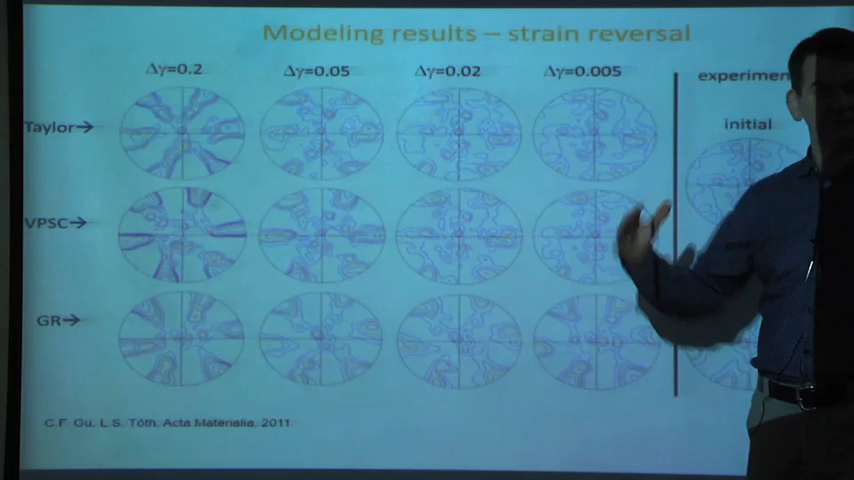 Modeling results – strain reversal
Δγ=0.2 Δγ=0.05 Δγ=0.02 Δγ=0.005 experimen
Taylor→ initial
VPSC→
GR→
C.F. Gu, L.S. Tóth, Acta Materialia, 2011.